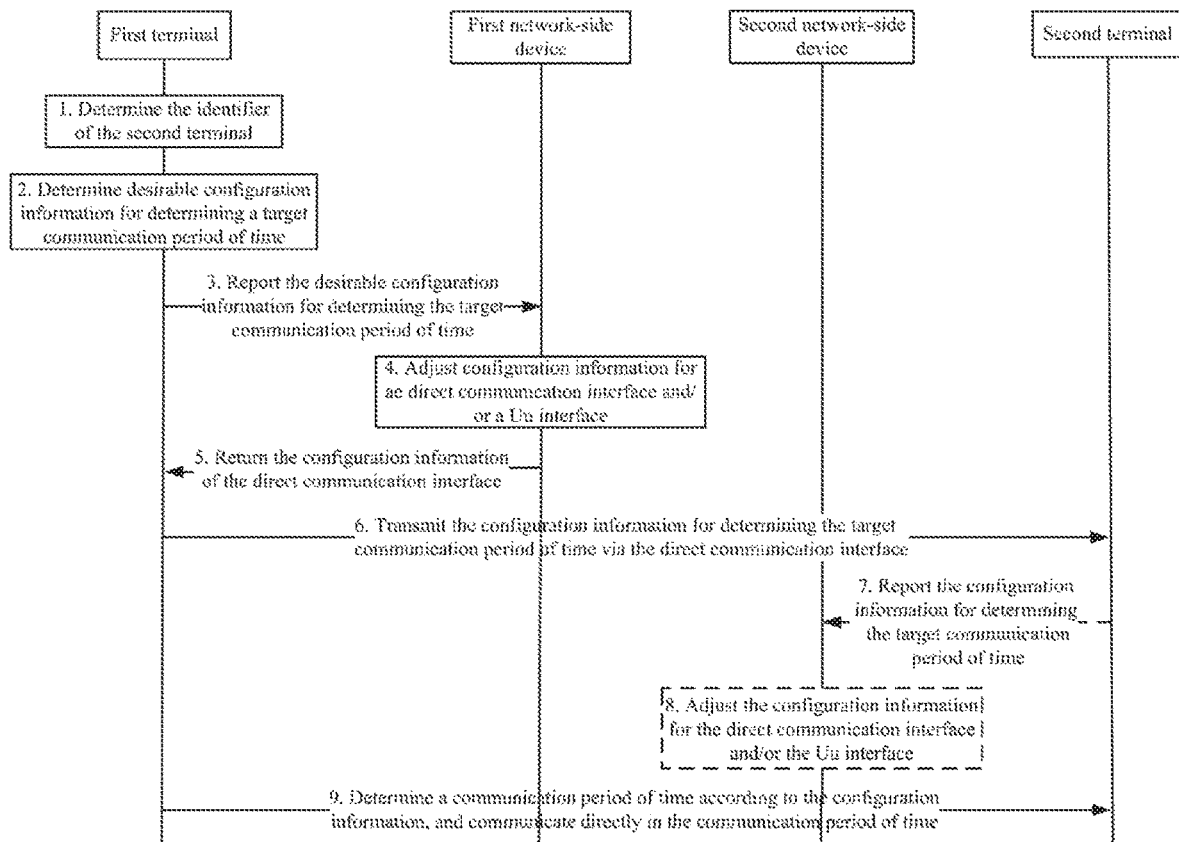 First terminal
First network-side
device
Second network-side
device
Second terminal
1. Determine the identifier
of the second terminal
2. Determine desirable configuration
information for determining a target
communication period of time
3. Report the desirable configuration
information for determining the target
communication period of time
4. Adjust configuration information for
ae direct communication interface and/
or a Uu interface
5. Return the configuration information
of the direct communication interface
6. Transmit the configuration information for determining the target
communication period of time via the direct communication interface
7. Report the configuration
information for determining
the target communication
period of time
8. Adjust the configuration information
for the direct communication interface
and/or the Uu interface
9. Determine a communication period of time according to the configuration
information, and communicate directly in the communication period of time